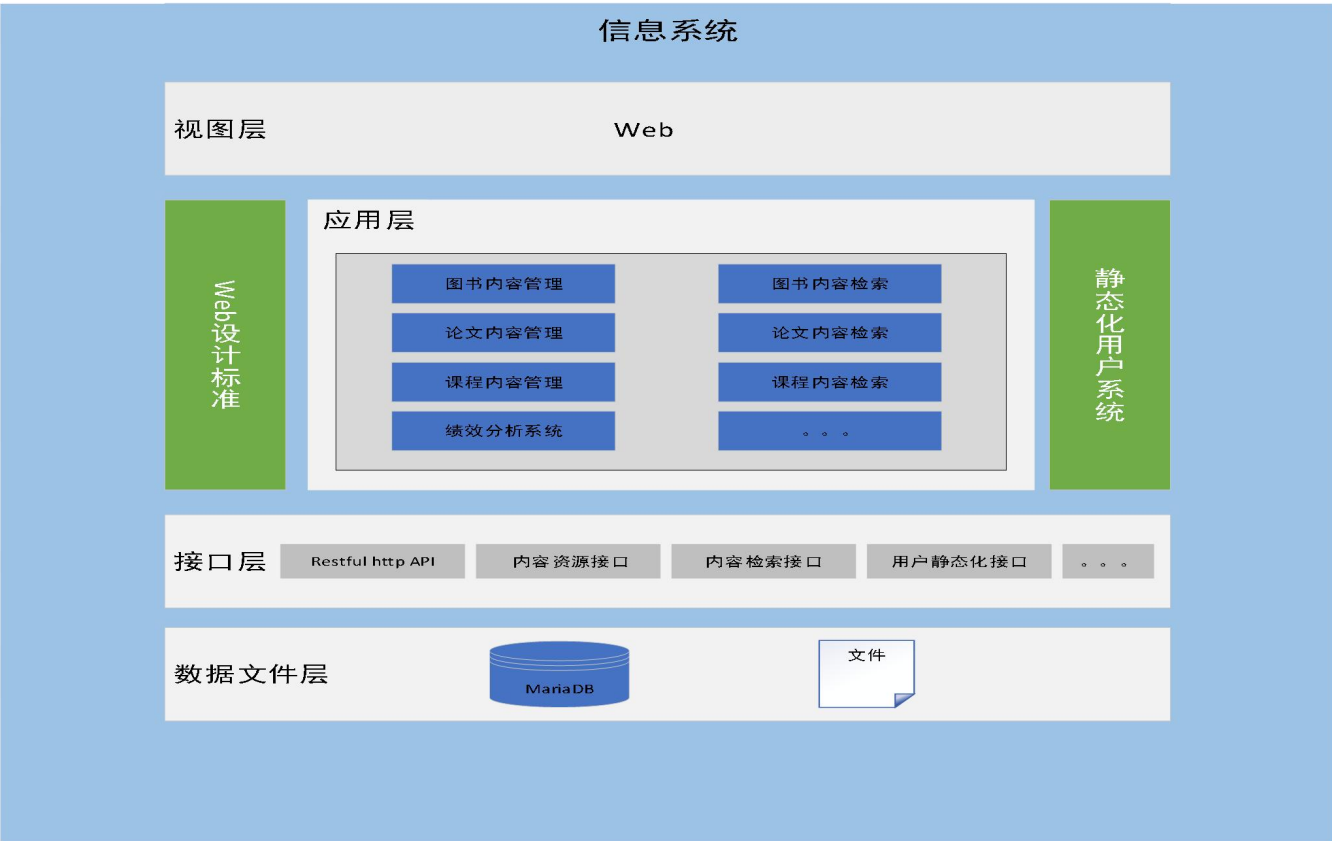 信息系统
视图层
Web
Web设计标准
应用层
图书内容管理
图书内容检索
论文内容管理
论文内容检索
课程内容管理
课程内容检索
绩效分析系统
。。。
静态化用户系统
接口层
Restful http API
内容资源接口
内容检索接口
用户静态化接口
。。。
数据文件层
MariaDB
文件